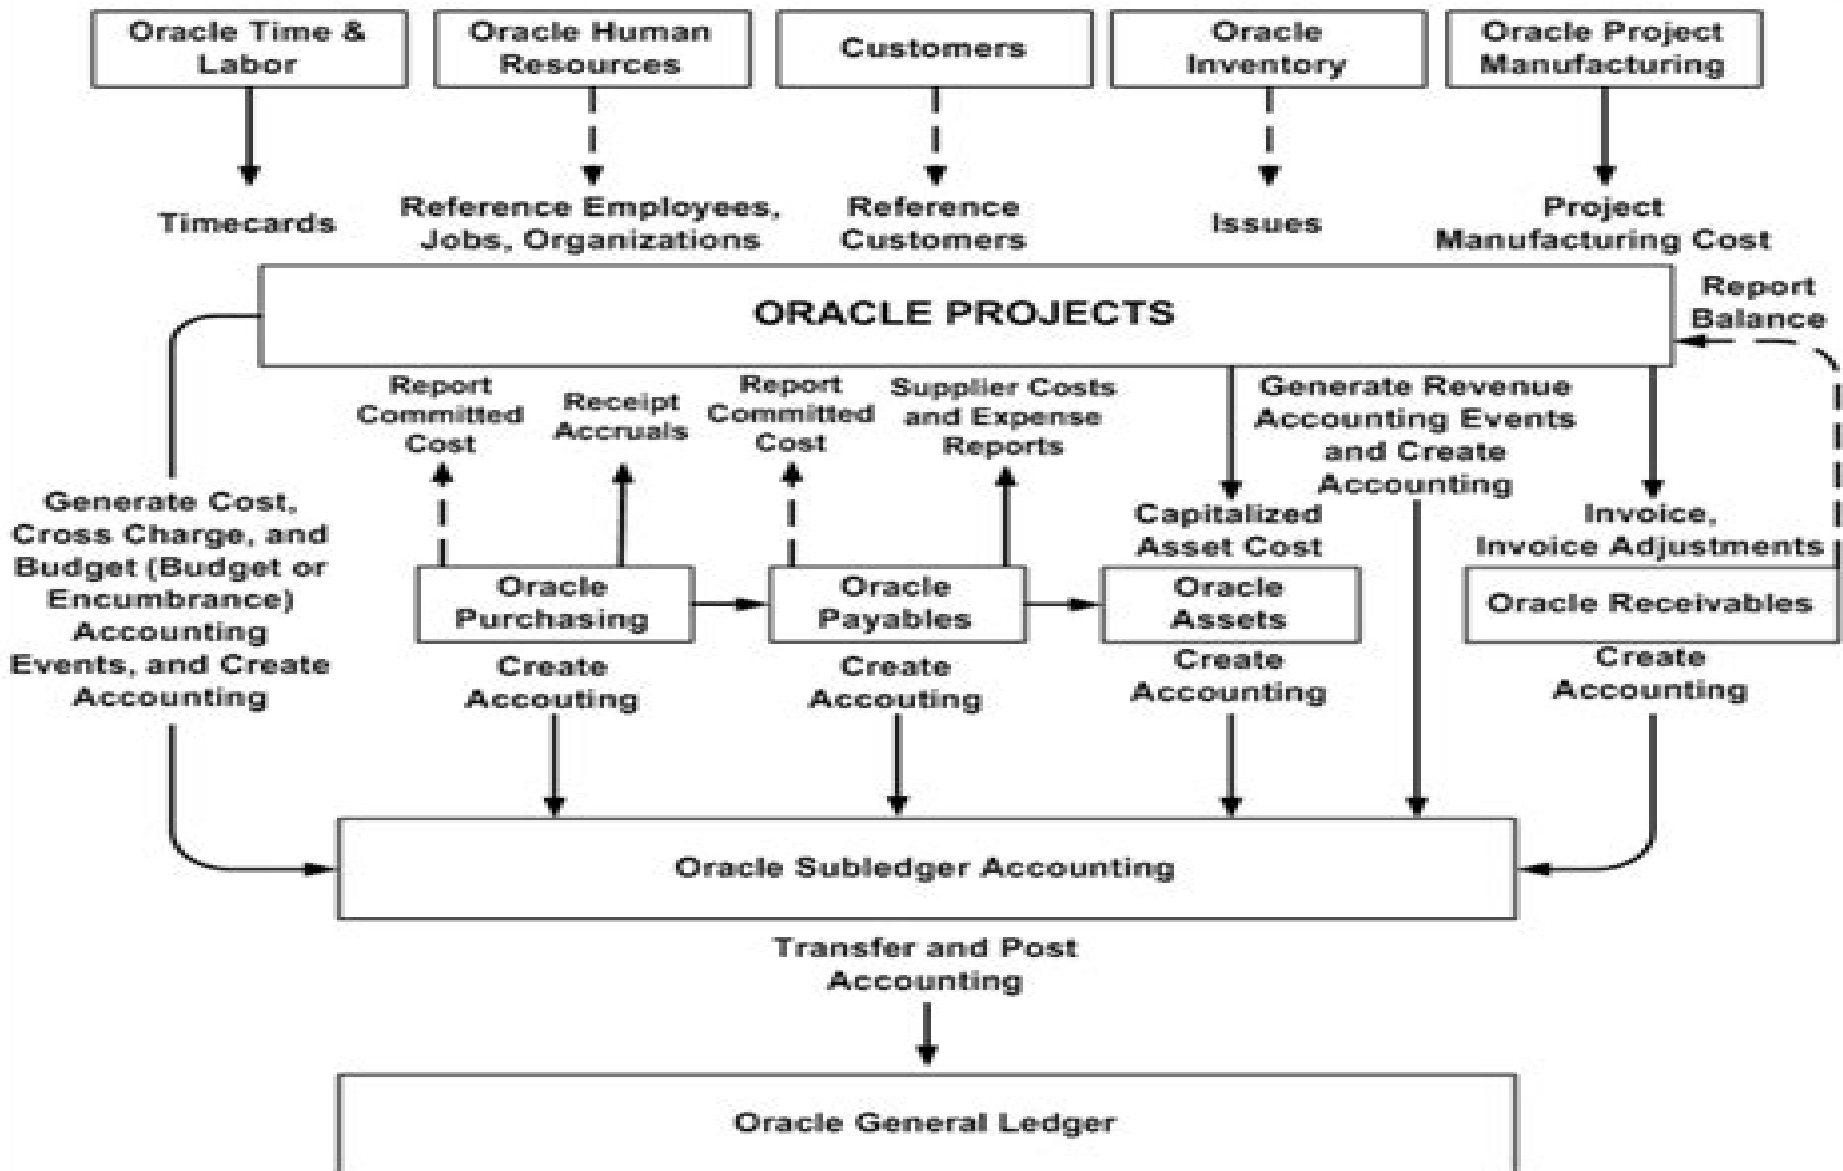 Oracle Time &
Labor
Oracle Human
Resources
Customers
Oracle
Inventory
Oracle Project
Manufacturing
Timecards
Reference Employees,
Jobs, Organizations
Reference
Customers
Issues
Project
Manufacturing Cost
ORACLE PROJECTS
Report
Balance
Report
Committed
Cost
Receipt
Accruals
Report
Committed
Cost
Supplier Costs
and Expense
Reports
Generate Revenue
Accounting Events
and Create
Accounting
Capitalized
Asset Cost
Invoice,
Invoice Adjustments
Generate Cost,
Cross Charge, and
Budget (Budget or
Encumbrance)
Accounting
Events, and Create
Accounting
Oracle
Purchasing
Oracle
Payables
Oracle
Assets
Oracle Receivables
Create
Accouting
Create
Accouting
Create
Accounting
Create
Accounting
Oracle Subledger Accounting
Transfer and Post
Accounting
Oracle General Ledger